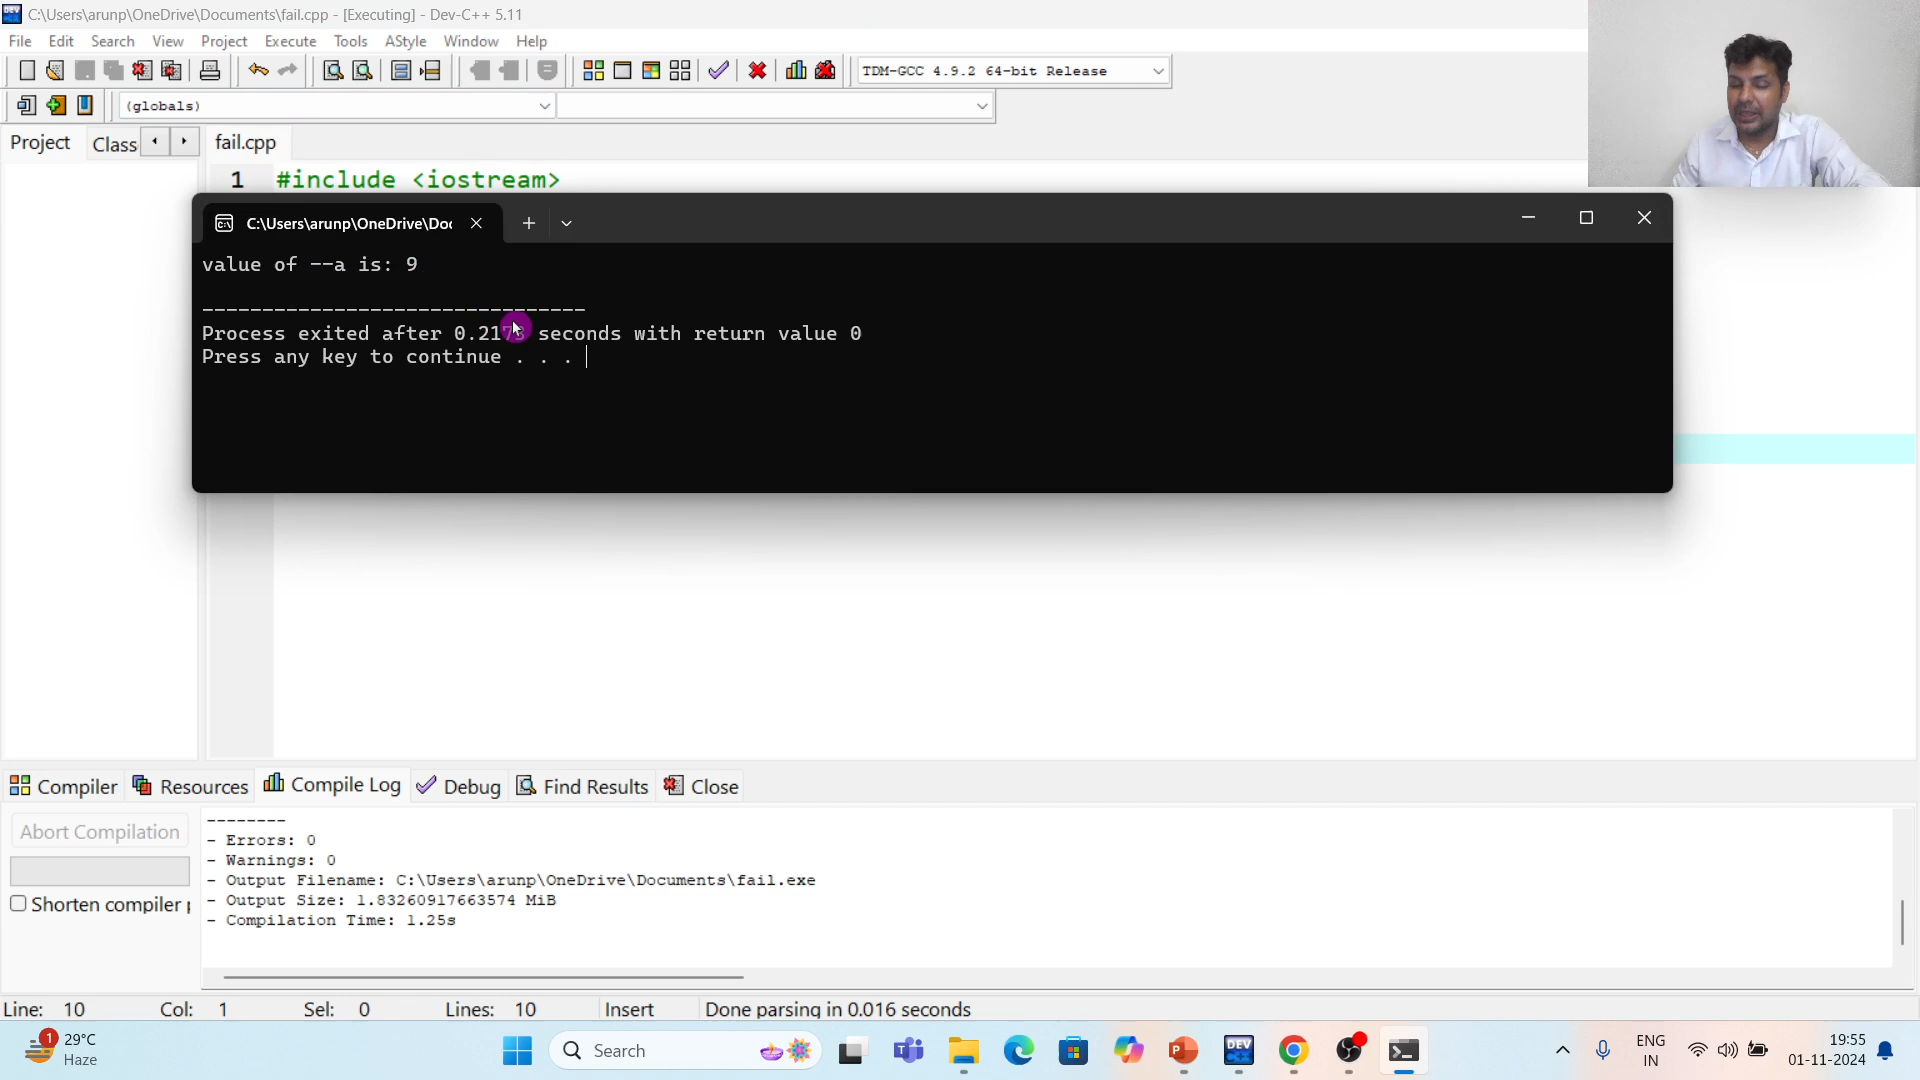 C:\Users\arunp\OneDrive\Documents\fail.cpp - [Executing] - Dev-C++ 5.11
File Edit Search View Project Execute Tools AStyle Window Help
TDM-GCC 4.9.2 64-bit Release
(globals)
Project Class fail.cpp
1 #include <iostream>
C:\Users\arunp\OneDrive\Doc
value of --a is: 9
--------------------------------
Process exited after 0.2173 seconds with return value 0
Press any key to continue . . .
Compiler Resources Compile Log Debug Find Results Close
Abort Compilation
Shorten compiler p
--------
- Errors: 0
- Warnings: 0
- Output Filename: C:\Users\arunp\OneDrive\Documents\fail.exe
- Output Size: 1.83260917663574 MiB
- Compilation Time: 1.25s
Line: 10 Col: 1 Sel: 0 Lines: 10 Insert Done parsing in 0.016 seconds
1 29°C
Haze
Search
DEV
ENG
IN
19:55
01-11-2024